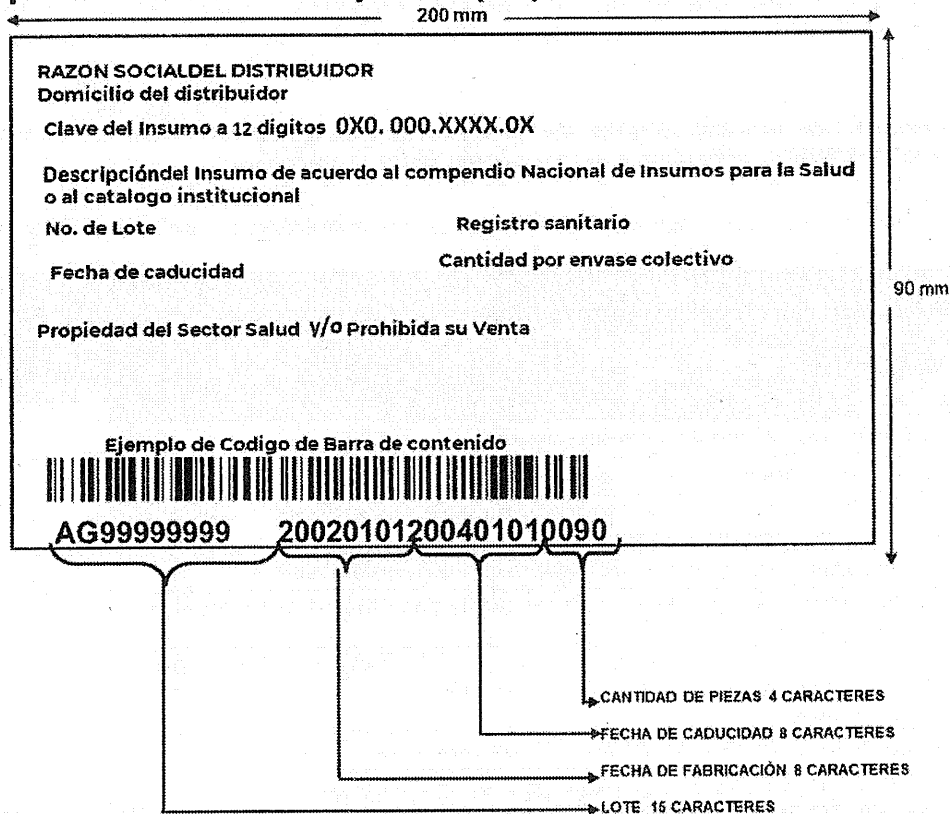 200 mm
RAZON SOCIALDEL DISTRIBUIDOR
Domicilio del distribuidor
Clave del Insumo a 12 digitos 0X0. 000.XXXX.0X
Descripcióndel Insumo de acuerdo al compendio Nacional de Insumos para la Salud
o al catalogo institucional
No. de Lote Registro sanitario
Fecha de caducidad Cantidad por envase colectivo
90 mm
Propiedad del Sector Salud y/o Prohibida su Venta
Ejemplo de Codigo de Barra de contenido
AG99999999 20020101200401010090
CANTIDAD DE PIEZAS 4 CARACTERES
FECHA DE CADUCIDAD 8 CARACTERES
FECHA DE FABRICACIÓN 8 CARACTERES
LOTE 15 CARACTERES